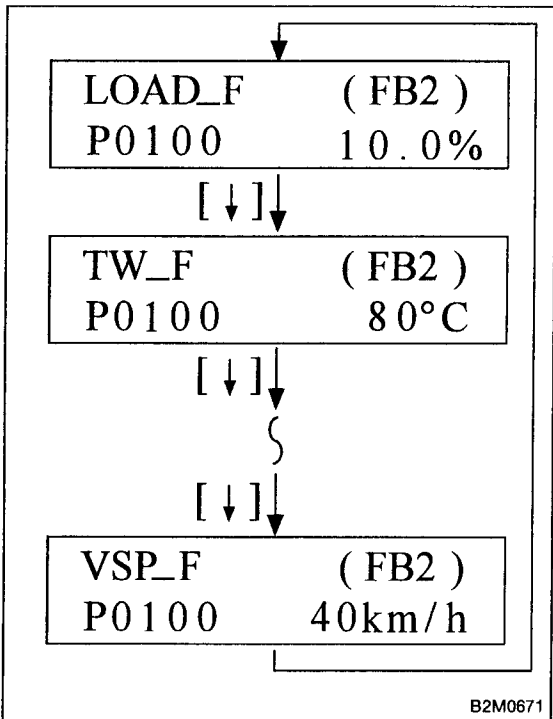 LOAD_F (FB2)
P0100 10.0%
[↓]
TW_F (FB2)
P0100 80°C
[↓]
[↓]
VSP_F (FB2)
P0100 40km/h
B2M0671